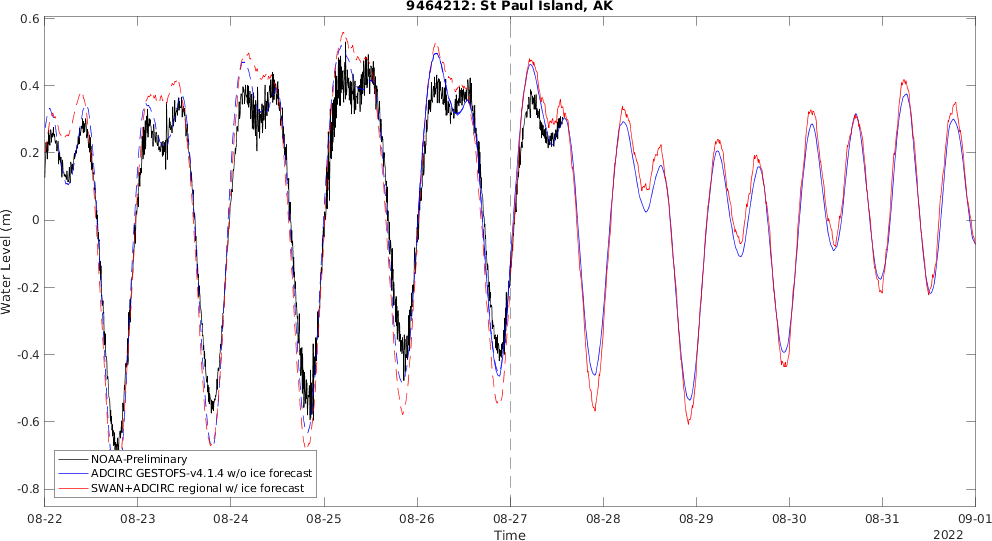 9464212: St Paul Island, AK
0.6
0.4
0.2
0
-0.2
-0.4
-0.6
-0.8
Water Level (m)
NOAA-Preliminary
ADCIRC GESTOFS-v4.1.4 w/o ice forecast
SWAN+ADCIRC regional w/ ice forecast
08-22 08-23 08-24 08-25 08-26 08-27 08-28 08-29 08-30 08-31 09-01
Time
2022